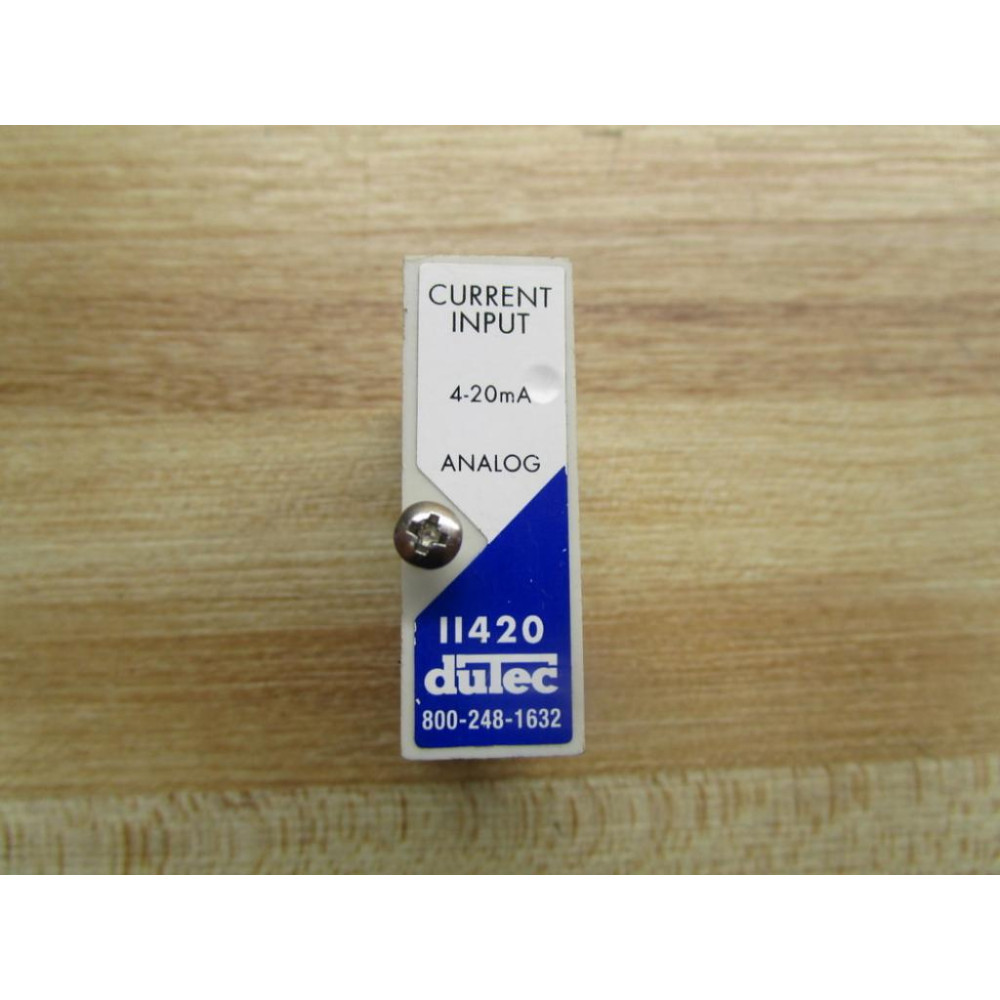 CURRENT
INPUT
4-20mA
ANALOG
II420
duTec
800-248-1632